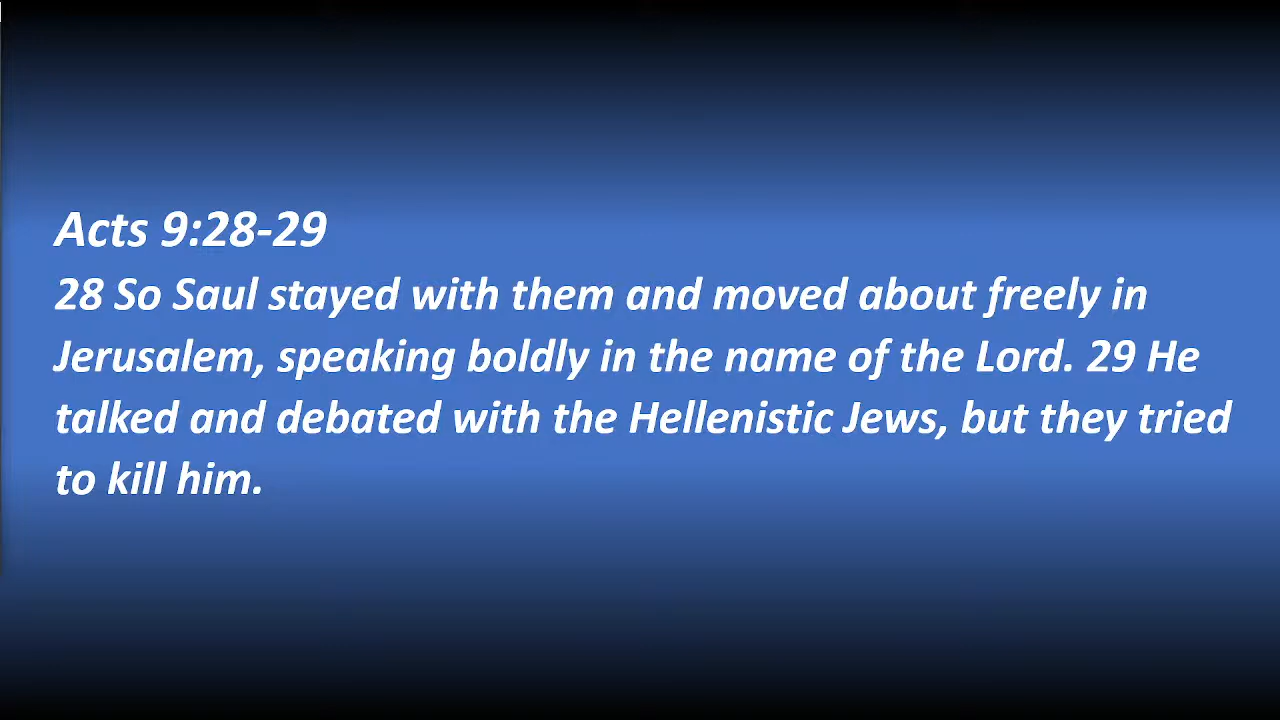 Acts 9:28-29
28 So Saul stayed with them and moved about freely in
Jerusalem, speaking boldly in the name of the Lord. 29 He
talked and debated with the Hellenistic Jews, but they tried
to kill him.